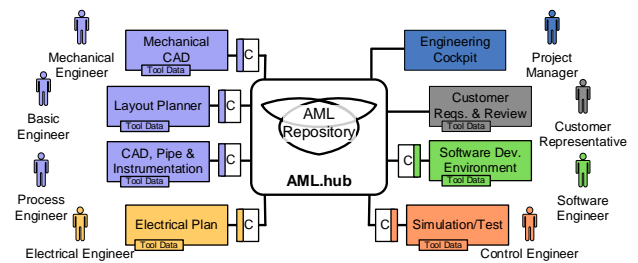 Mechanical
Engineer
Mechanical
CAD
Tool Data
C
Engineering
Cockpit
Project
Manager
Basic
Engineer
Layout Planner
Tool Data
C
AML
Repository
AML.hub
Customer
Reqs. & Review
Tool Data
Customer
Representative
Process
Engineer
CAD, Pipe &
Instrumentation
Tool Data
C
C
Software Dev.
Environment
Tool Data
Software
Engineer
Electrical Engineer
Electrical Plan
Tool Data
C
C
Simulation/Test
Tool Data
Control Engineer